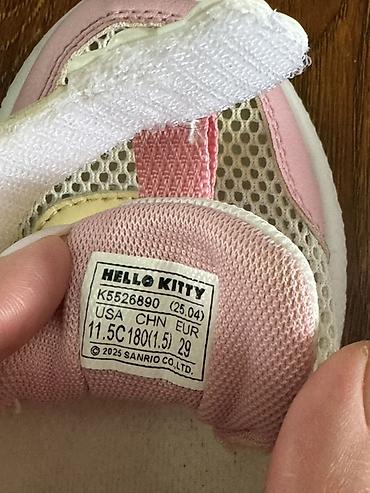 HELLO KITTY
K5526890 (25.04)
USA CHN EUR
11.5C 180(1.5) 29
© 2025 SANRIO CO.,LTD.